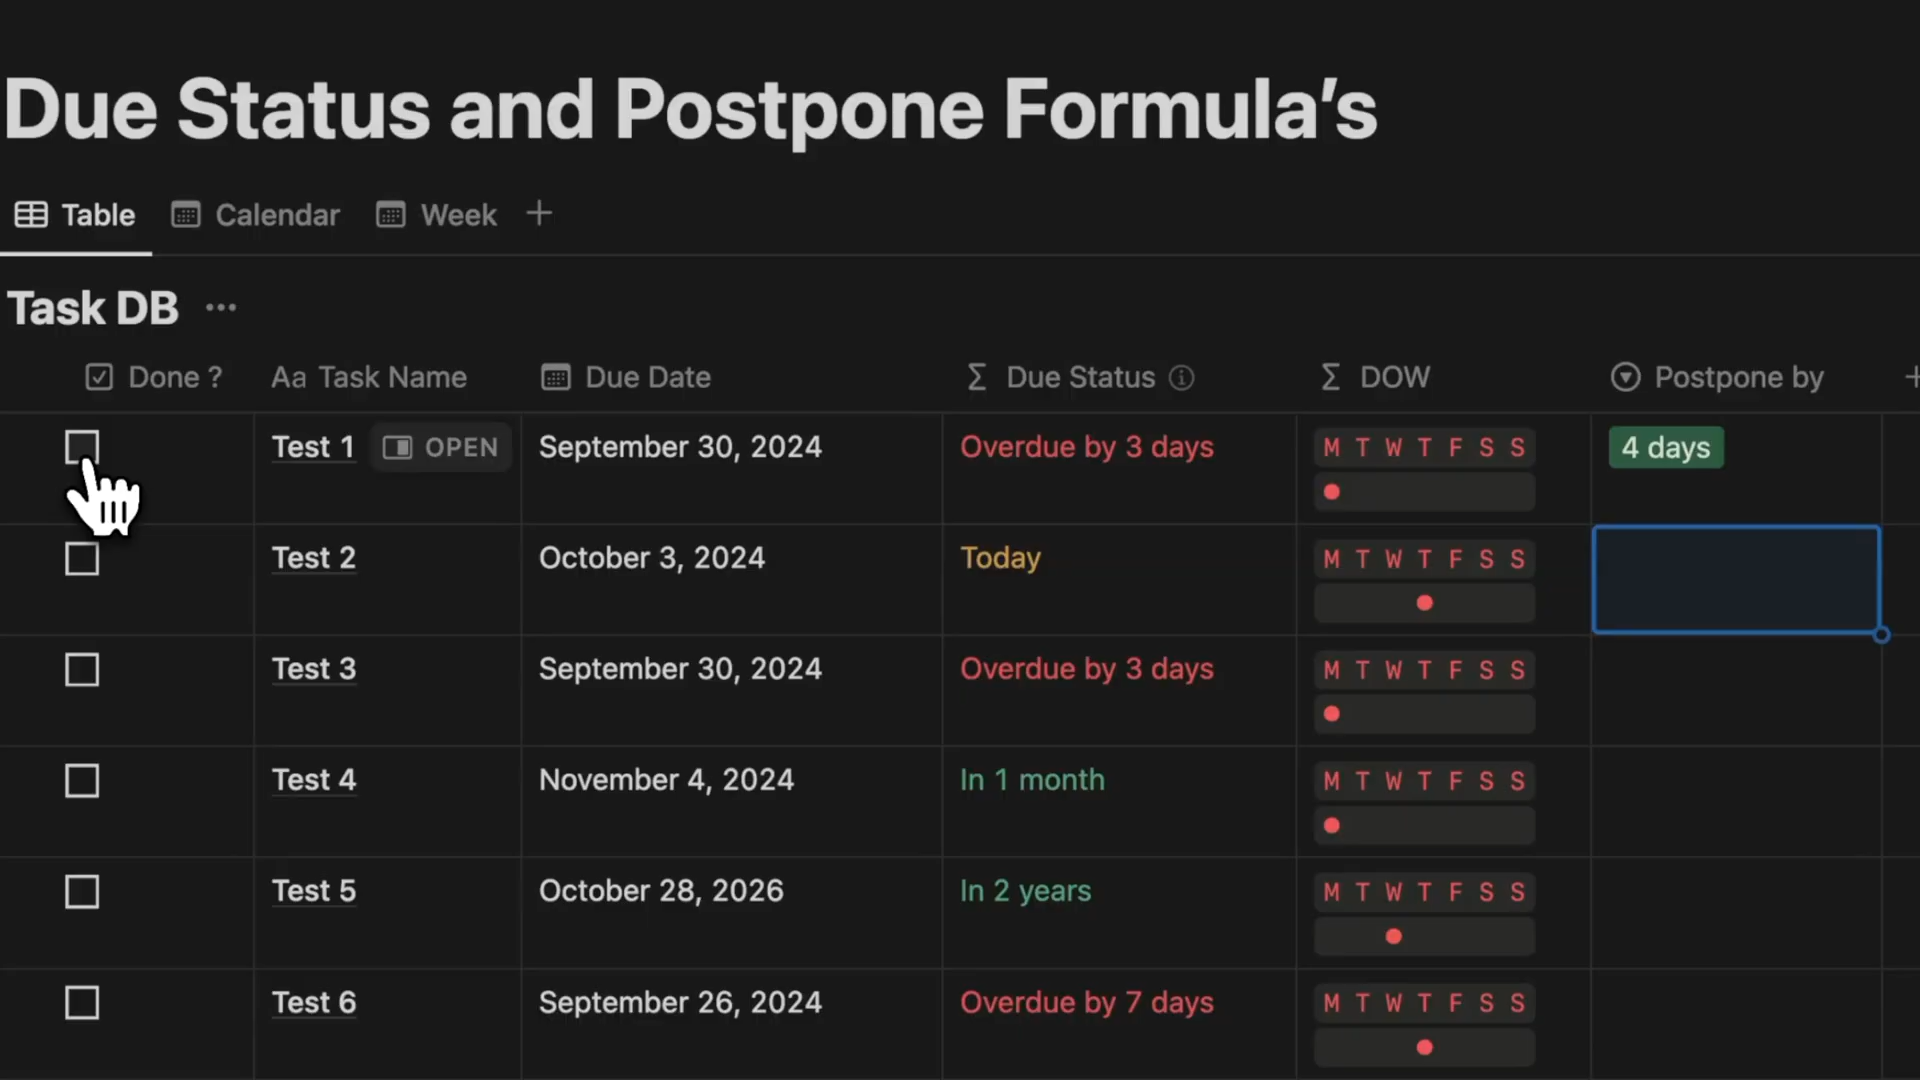 Due Status and Postpone Formula’s
Table Calendar Week +
Task DB ...
Done ? Aa Task Name Due Date Σ Due Status Σ DOW Postpone by +
Test 1 OPEN September 30, 2024 Overdue by 3 days M T W T F S S 4 days
Test 2 October 3, 2024 Today M T W T F S S
Test 3 September 30, 2024 Overdue by 3 days M T W T F S S
Test 4 November 4, 2024 In 1 month M T W T F S S
Test 5 October 28, 2026 In 2 years M T W T F S S
Test 6 September 26, 2024 Overdue by 7 days M T W T F S S